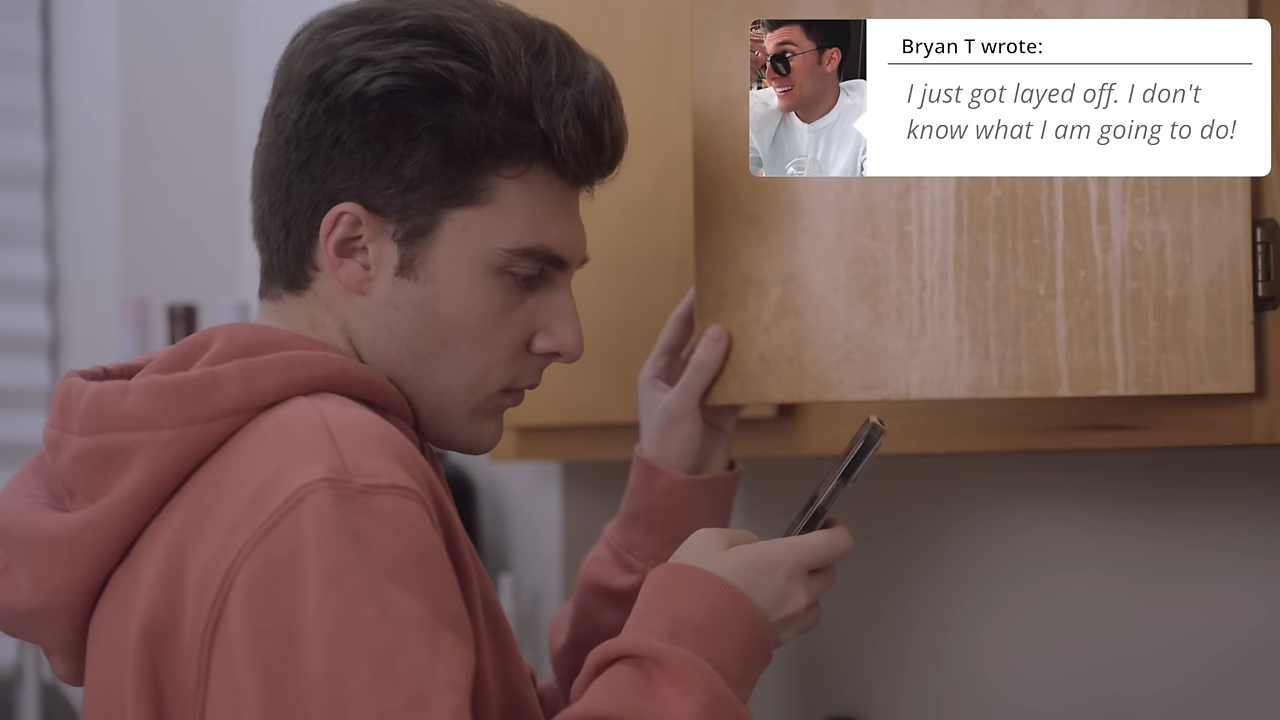 Bryan T wrote:
I just got layed off. I don't
know what I am going to do!